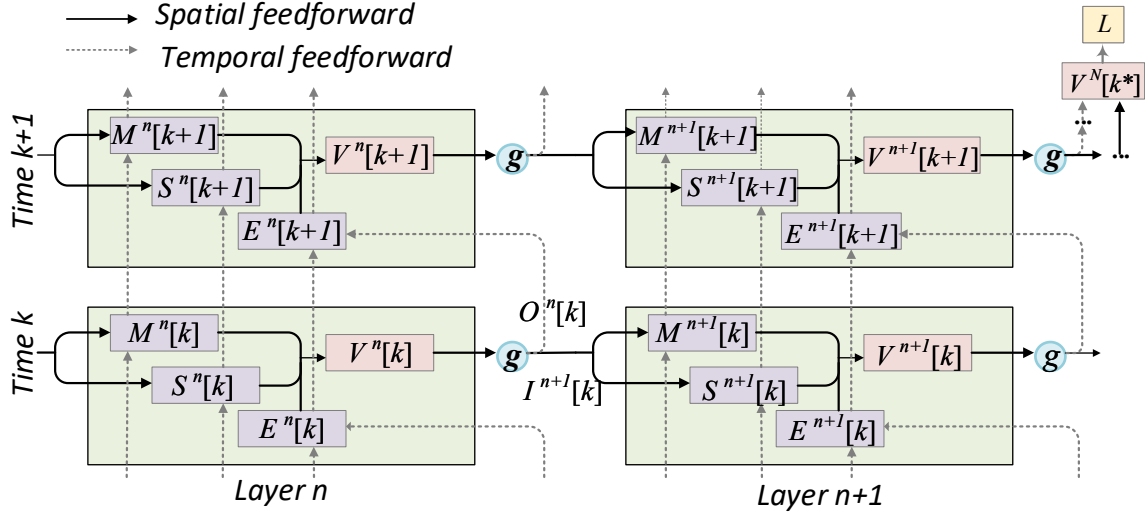 Spatial feedforward
Temporal feedforward
L
V^N[k*]
...
...
Time k+1
M^n[k+1]
S^n[k+1]
E^n[k+1]
V^n[k+1]
g
M^{n+1}[k+1]
S^{n+1}[k+1]
E^{n+1}[k+1]
V^{n+1}[k+1]
g
Time k
M^n[k]
S^n[k]
E^n[k]
V^n[k]
g
O^n[k]
I^{n+1}[k]
M^{n+1}[k]
S^{n+1}[k]
E^{n+1}[k]
V^{n+1}[k]
g
Layer n
Layer n+1